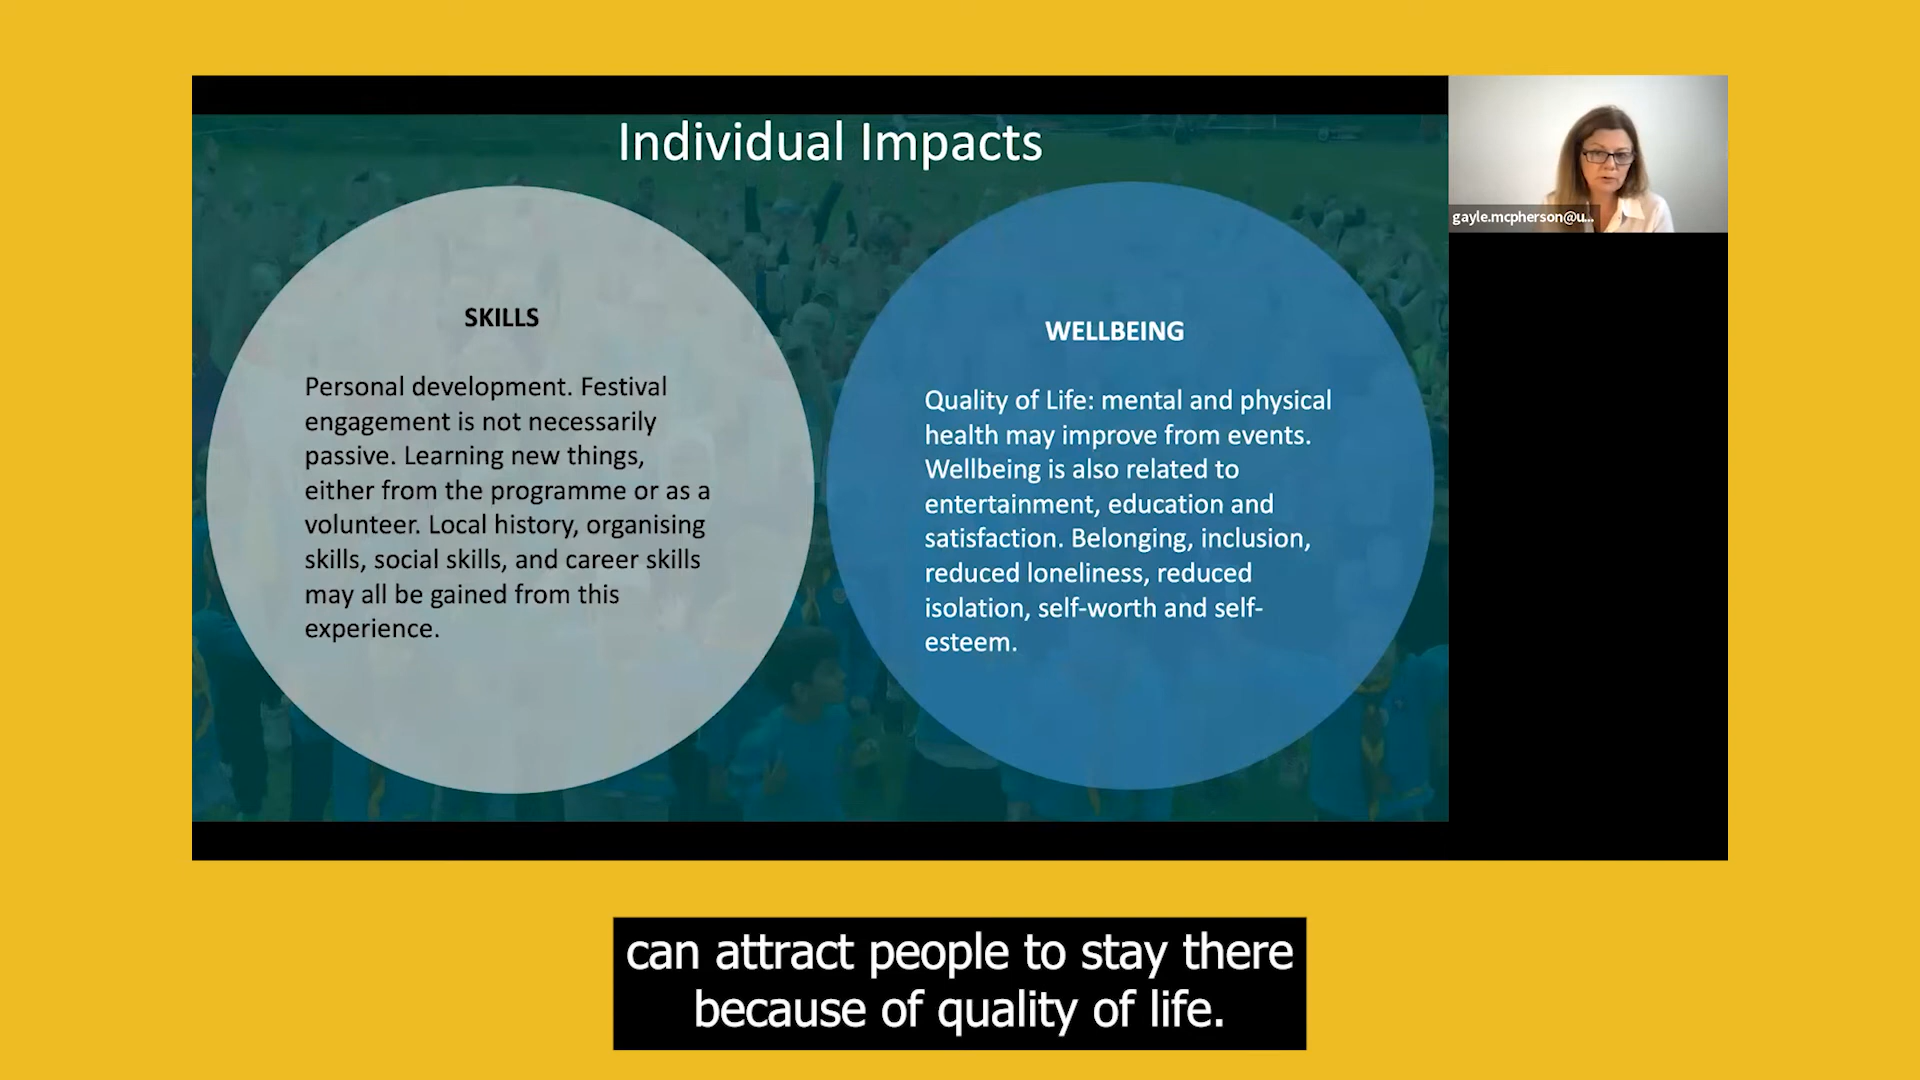 Individual Impacts
gayle.mcpherson@u...
SKILLS
Personal development. Festival
engagement is not necessarily
passive. Learning new things,
either from the programme or as a
volunteer. Local history, organising
skills, social skills, and career skills
may all be gained from this
experience.
WELLBEING
Quality of Life: mental and physical
health may improve from events.
Wellbeing is also related to
entertainment, education and
satisfaction. Belonging, inclusion,
reduced loneliness, reduced
isolation, self-worth and self-
esteem.
can attract people to stay there
because of quality of life.